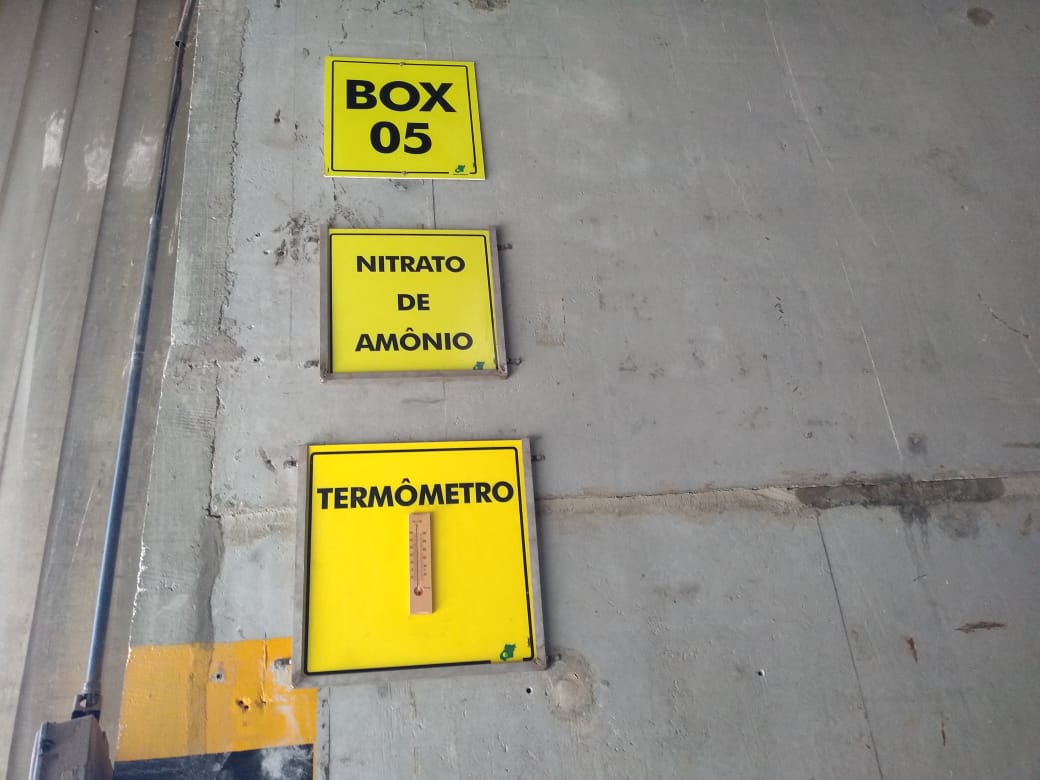 BOX
05
NITRATO
DE
AMÔNIO
TERMÔMETRO